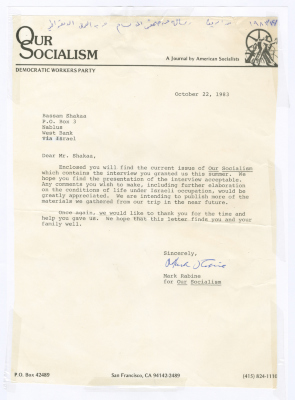 OUR
SOCIALISM
A Journal by American Socialists
DEMOCRATIC WORKERS PARTY
October 22, 1983
Bassam Shakaa
P.O. Box 3
Nablus
West Bank
Via Israel
Dear Mr. Shakaa,
Enclosed you will find the current issue of Our Socialism
which contains the interview you granted us this summer. We
hope you find the presentation of the interview acceptable.
Any comments you wish to make, including further elaboration
on the conditions of life under Israeli occupation, would be
greatly appreciated. We are intending to publish more of the
materials we gathered from our trip in the near future.
Once again, we would like to thank you for the time and
help you gave us. We hope that this letter finds you and your
family well.
Sincerely,
Mark Rabine
for Our Socialism
P.O. Box 42489
San Francisco, CA 94142-2489